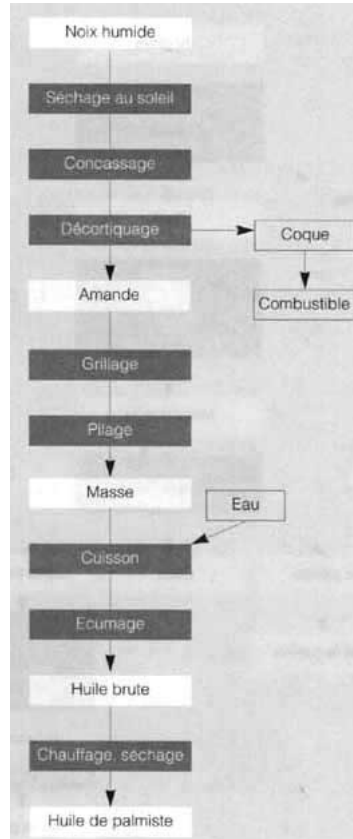 Noix humide
Séchage au soleil
Concassage
Décortiquage
Coque
Amande
Combustible
Grillage
Pilage
Masse
Eau
Cuisson
Ecumage
Huile brute
Chauffage, séchage
Huile de palmiste